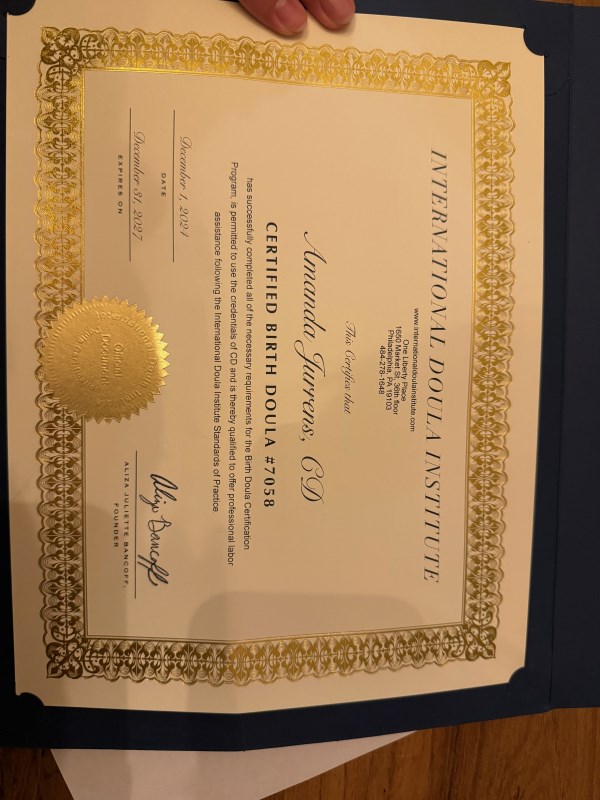 INTERNATIONAL DOULA INSTITUTE
www.internationaldoulainstitute.com
One Liberty Place
1650 Market St, 36th floor
Philadelphia, PA 19103
484-278-1648
This Certifies that
Amanda Jurrens, CD
CERTIFIED BIRTH DOULA #7058
has successfully completed all of the necessary requirements for the Birth Doula Certification
Program, is permitted to use the credentials of CD and is thereby qualified to offer professional labor
assistance following the International Doula Institute Standards of Practice
December 1, 2024
DATE
December 31, 2027
EXPIRES ON
Aliza Bancoff
ALIZA JULIETTE BANCOFF,
FOUNDER